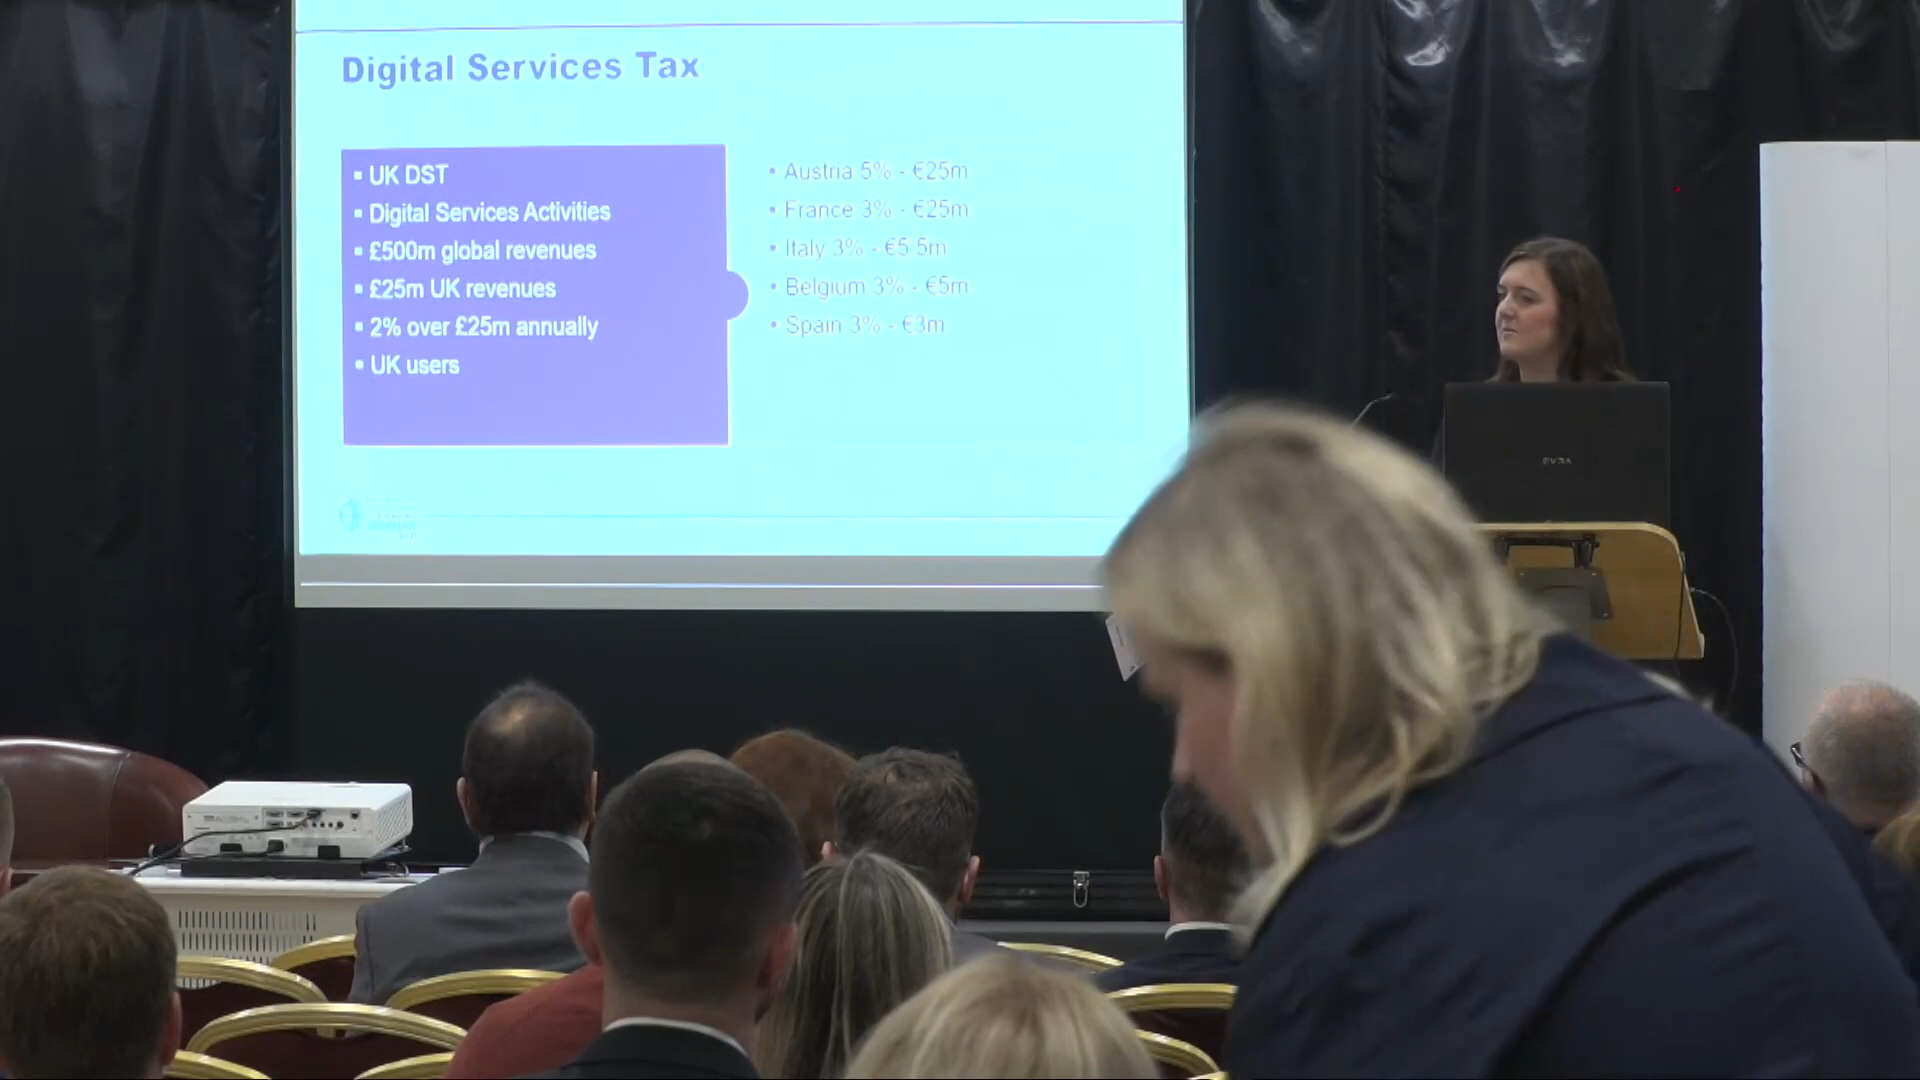 Digital Services Tax
▪ UK DST
▪ Digital Services Activities
▪ £500m global revenues
▪ £25m UK revenues
▪ 2% over £25m annually
▪ UK users
• Austria 5% - €25m
• France 3% - €25m
• Italy 3% - €5.5m
• Belgium 3% - €5m
• Spain 3% - €3m
EVGA